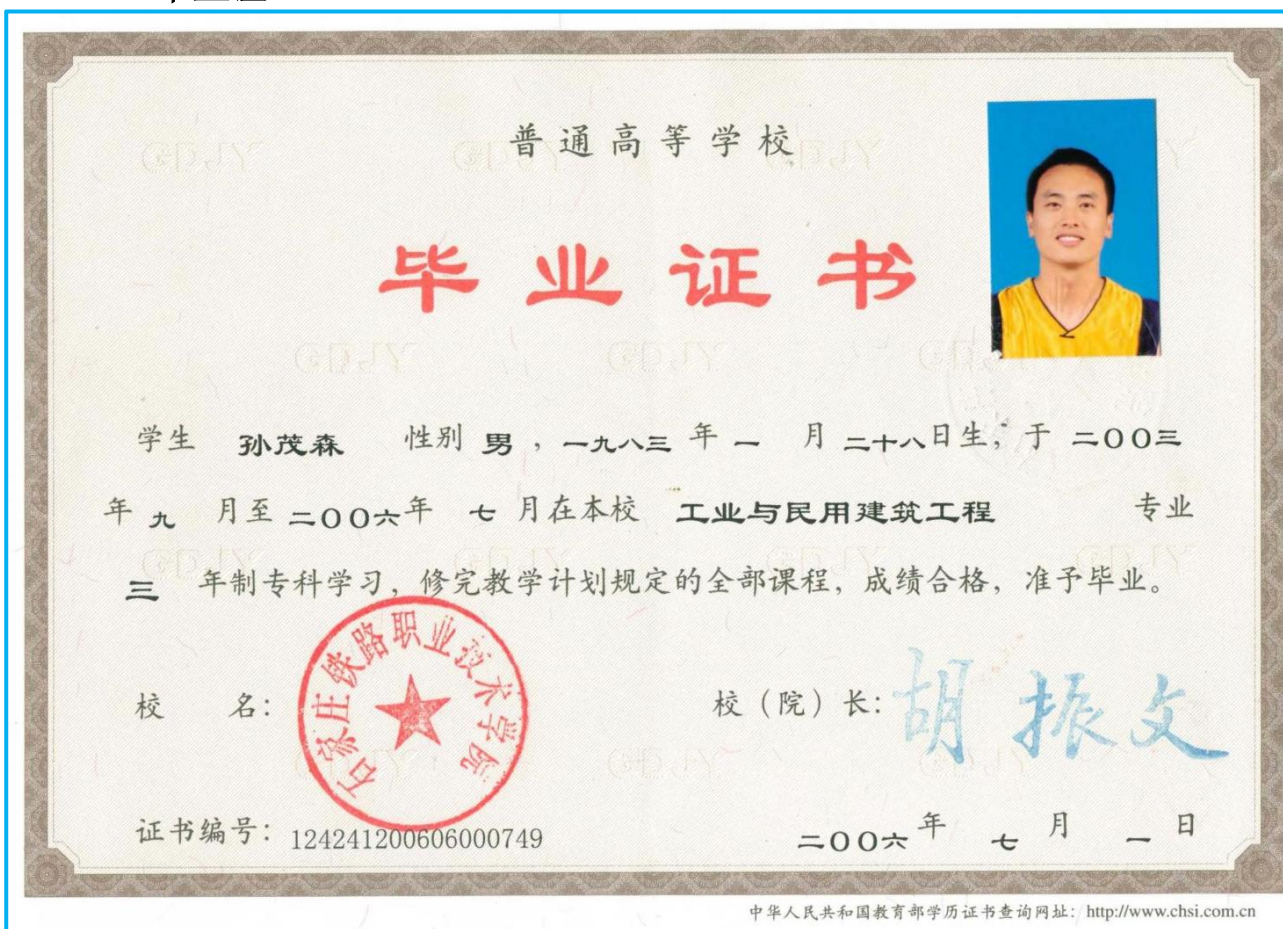 普通高等学校
毕业证书
学生 孙茂森 性别 男，一九八三 年 一 月 二十八日生，于 二〇〇三
年 九 月至 二〇〇六年 七 月在本校 工业与民用建筑工程 专业
三 年制专科学习，修完教学计划规定的全部课程，成绩合格，准予毕业。
石家庄铁路职业技术学院
校 名： 校（院）长：胡振文
证书编号：124241200606000749 二〇〇六 年 七 月 一 日
中华人民共和国教育部学历证书查询网址：http://www.chsi.com.cn